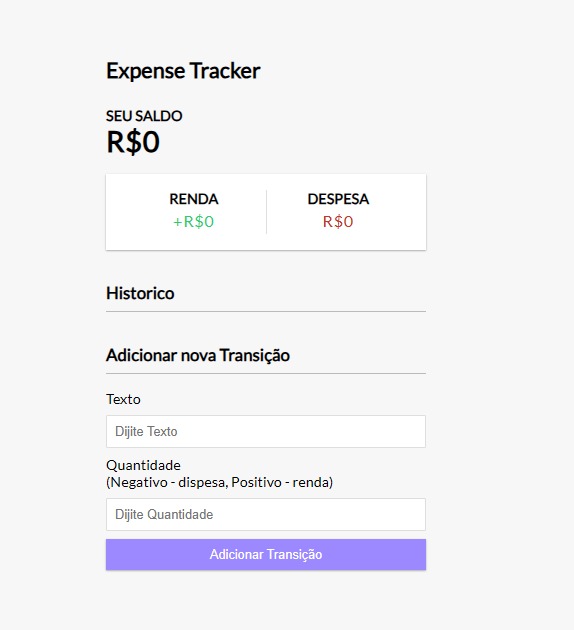 Expense Tracker
SEU SALDO
R$0
RENDA
DESPESA
+R$0
R$0
Historico
Adicionar nova Transição
Texto
Dijite Texto
Quantidade
(Negativo - dispesa, Positivo - renda)
Dijite Quantidade
Adicionar Transição